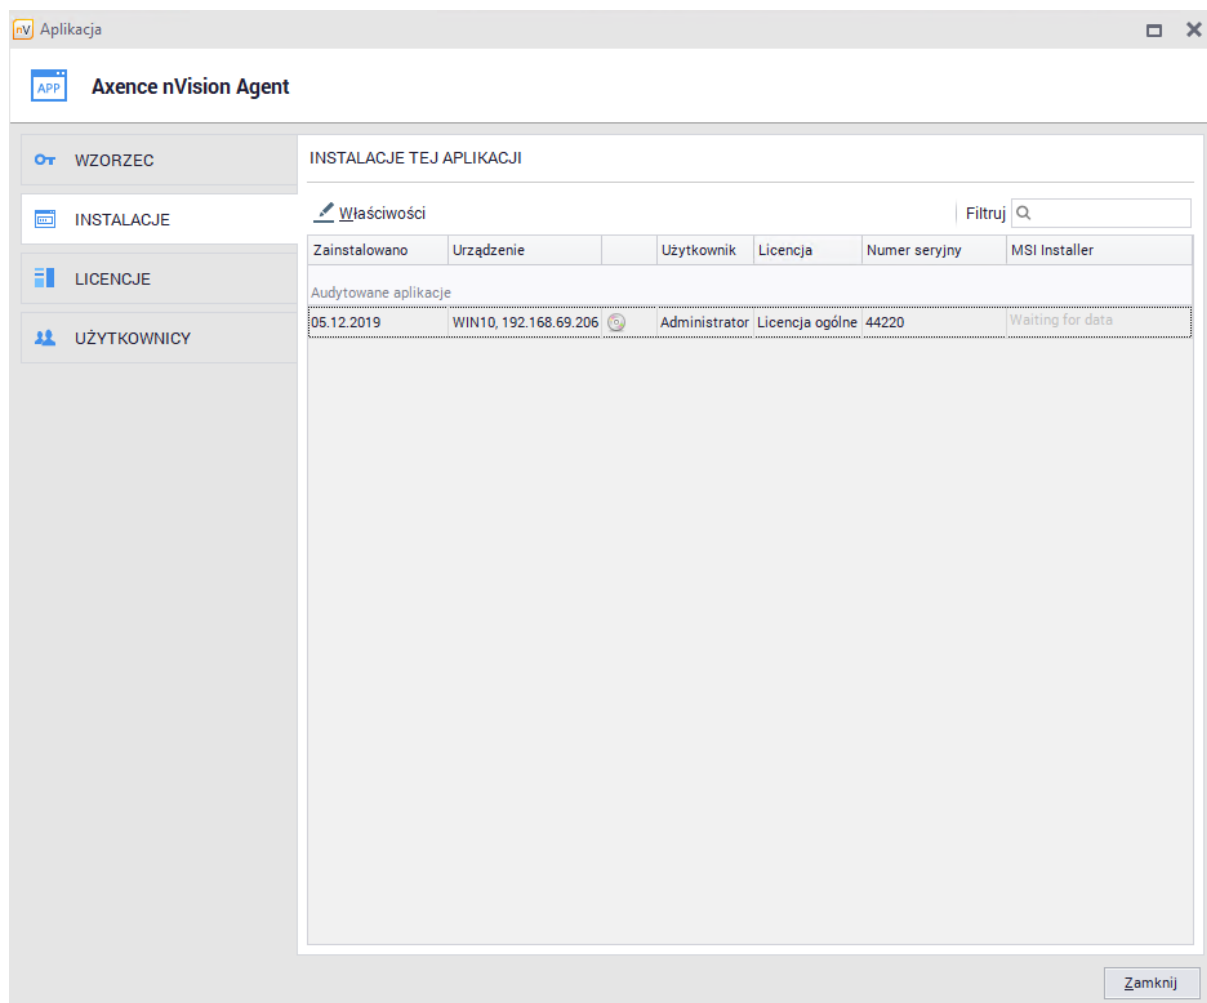 nV Aplikacja
APP Axence nVision Agent
WZORZEC
INSTALACJE
LICENCJE
UŻYTKOWNICY
INSTALACJE TEJ APLIKACJI
Właściwości Filtruj
Zainstalowano Urządzenie Użytkownik Licencja Numer seryjny MSI Installer
Audytowane aplikacje
05.12.2019 WIN10, 192.168.69.206 Administrator Licencja ogólne 44220 Waiting for data
Zamknij